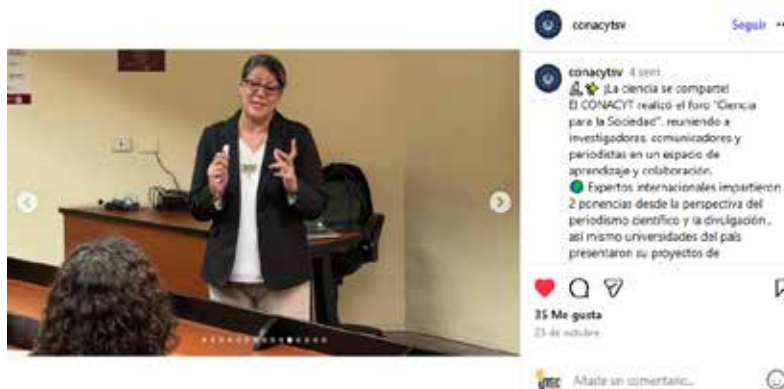 conacytsv
Seguir
conacytsv 4 sem
¡La ciencia se comparte!
El CONACYT realizó el foro "Ciencia
para la Sociedad", reuniendo a
investigadoras, comunicadores y
periodistas en un espacio de
aprendizaje y colaboración.
Expertos internacionales impartieron
2 ponencias desde la perspectiva del
periodismo científico y la divulgación,
así mismo universidades del país
presentaron su proyectos de
35 Me gusta
23 de octubre
Añade un comentario...